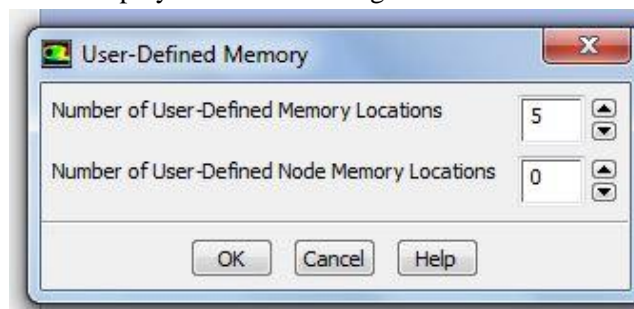 User-Defined Memory
Number of User-Defined Memory Locations 5
Number of User-Defined Node Memory Locations 0
OK Cancel Help